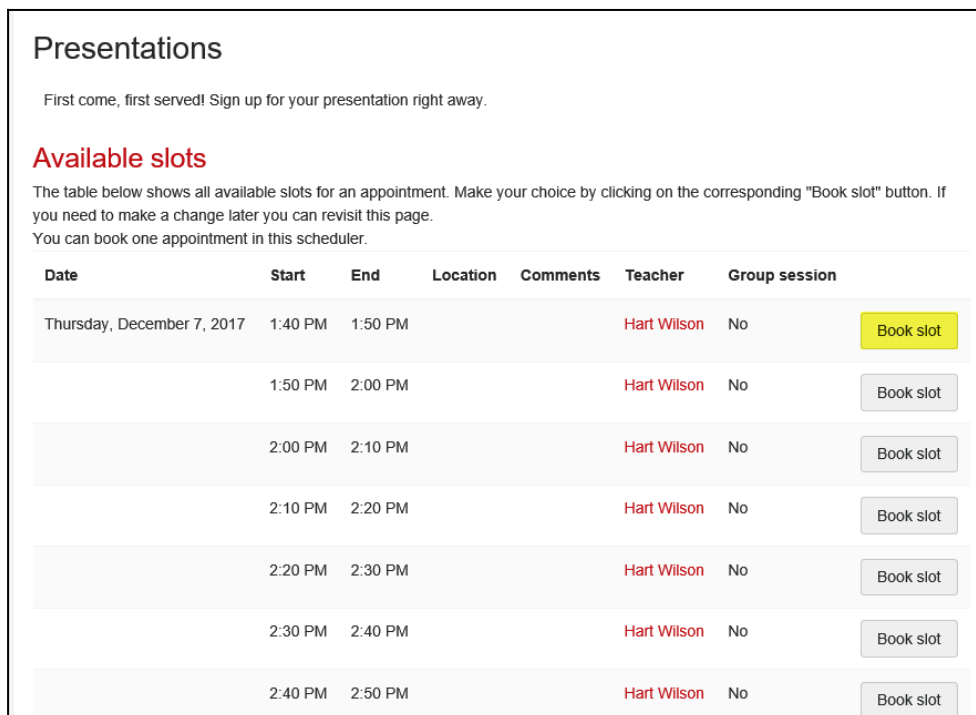 Presentations
First come, first served! Sign up for your presentation right away.
Available slots
The table below shows all available slots for an appointment. Make your choice by clicking on the corresponding "Book slot" button. If
you need to make a change later you can revisit this page.
You can book one appointment in this scheduler.
Date Start End Location Comments Teacher Group session
Thursday, December 7, 2017 1:40 PM 1:50 PM Hart Wilson No Book slot
1:50 PM 2:00 PM Hart Wilson No Book slot
2:00 PM 2:10 PM Hart Wilson No Book slot
2:10 PM 2:20 PM Hart Wilson No Book slot
2:20 PM 2:30 PM Hart Wilson No Book slot
2:30 PM 2:40 PM Hart Wilson No Book slot
2:40 PM 2:50 PM Hart Wilson No Book slot